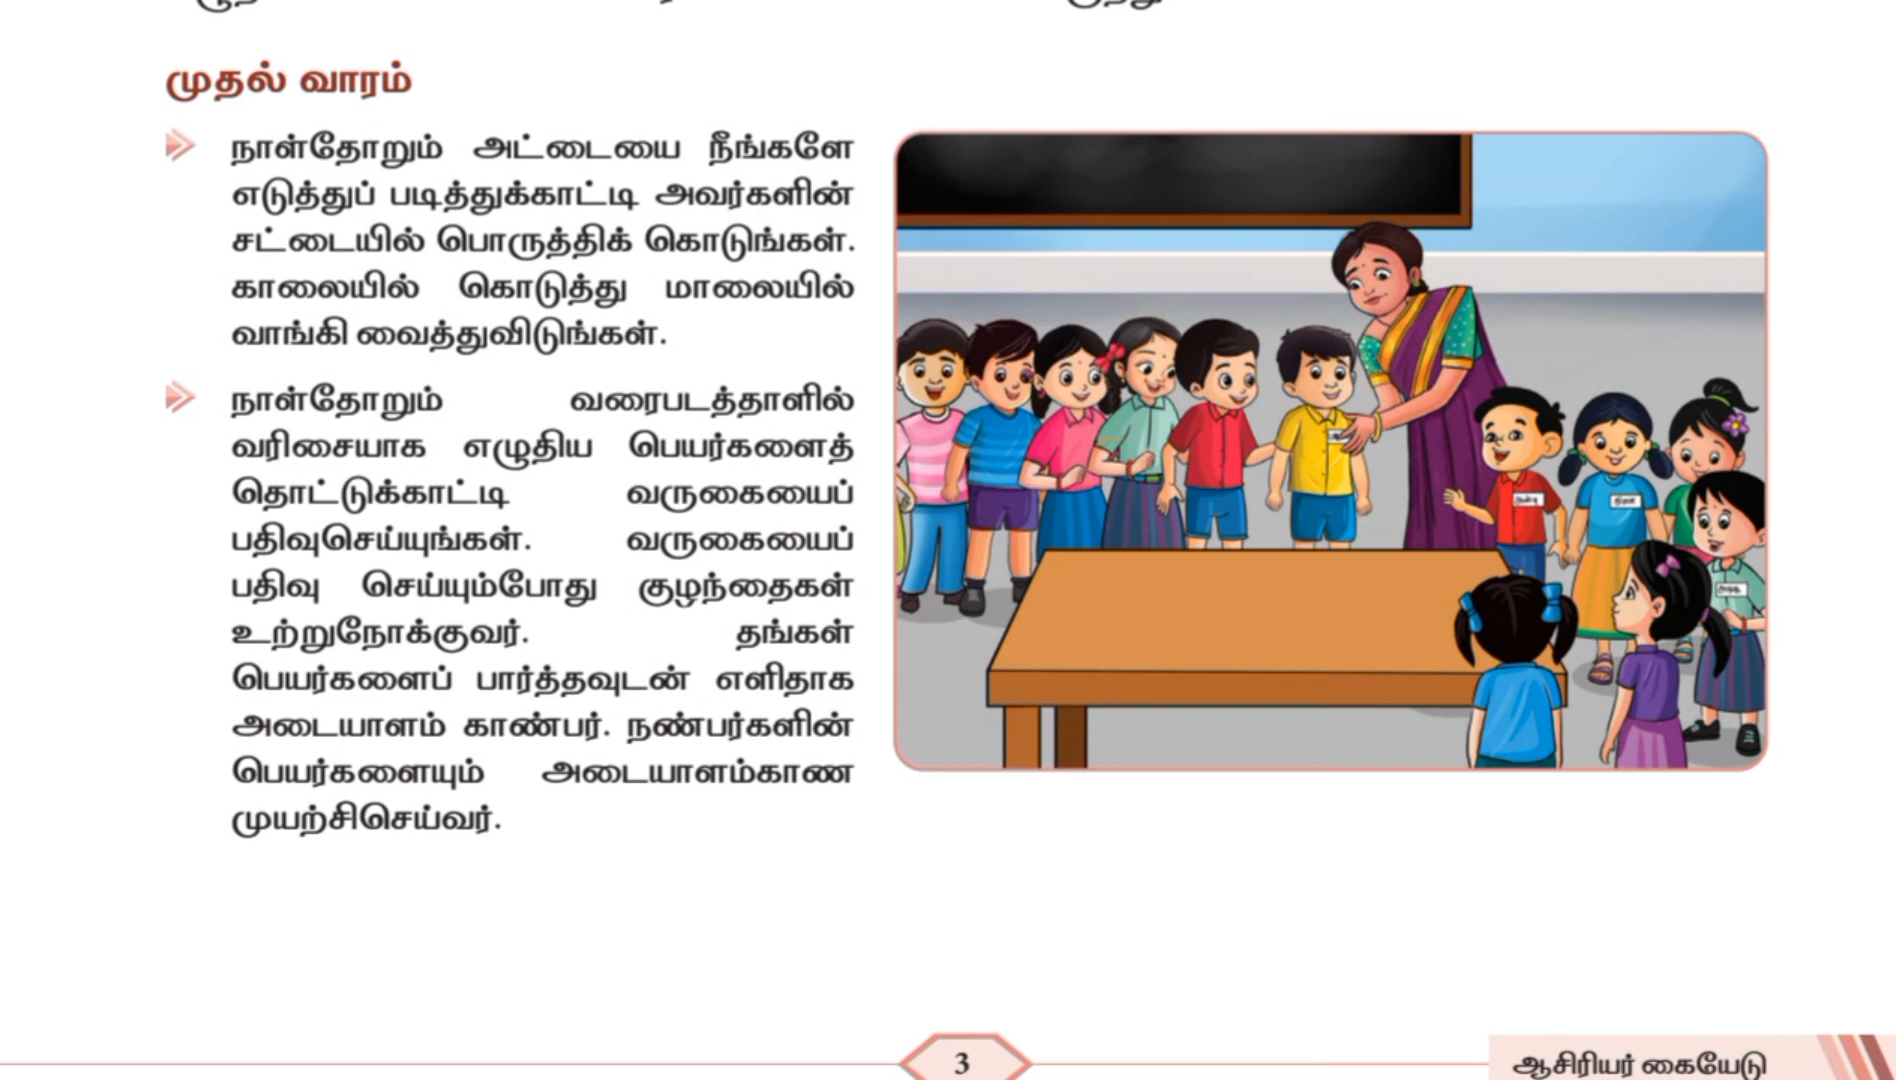 முதல் வாரம்
நாள்தோறும் அட்டையை நீங்களே
எடுத்துப் படித்துக்காட்டி அவர்களின்
சட்டையில் பொருத்திக் கொடுங்கள்.
காலையில் கொடுத்து மாலையில்
வாங்கி வைத்துவிடுங்கள்.
நாள்தோறும் வரைபடத்தாளில்
வரிசையாக எழுதிய பெயர்களைத்
தொட்டுக்காட்டி வருகையைப்
பதிவுசெய்யுங்கள். வருகையைப்
பதிவு செய்யும்போது குழந்தைகள்
உற்றுநோக்குவர். தங்கள்
பெயர்களைப் பார்த்தவுடன் எளிதாக
அடையாளம் காண்பர். நண்பர்களின்
பெயர்களையும் அடையாளம்காண
முயற்சிசெய்வர்.
3
ஆசிரியர் கையேடு